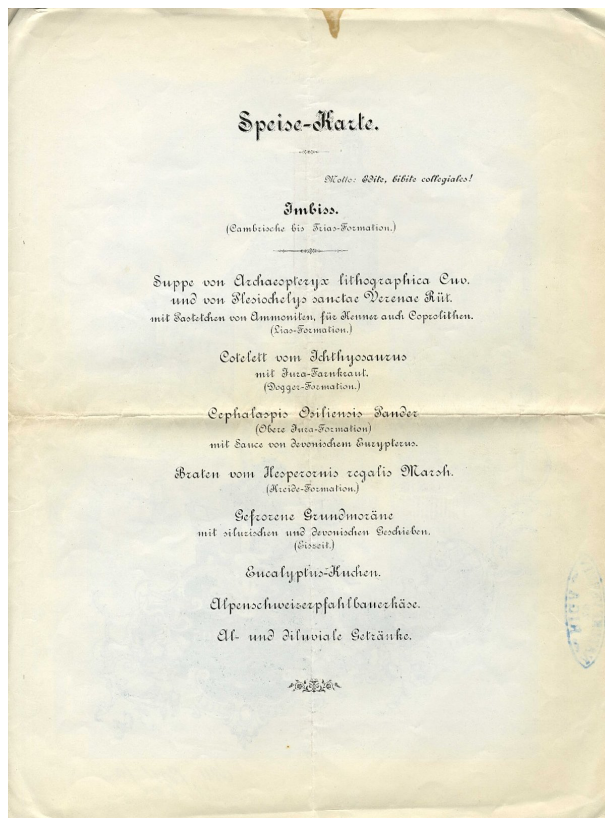 Speise-Karte.
Motto: Edite, bibite collegiales!
Imbiss.
(Cambrische bis Trias-Formation.)
Suppe von Archaeopteryx lithographica Cuv.
und von Plesiochelys sanctae Verenae Rüt.
mit Pastetchen von Ammoniten, für Kenner auch Coprolithen.
(Lias-Formation.)
Cotelett vom Ichthyosaurus
mit Jura-Farnkraut.
(Dogger-Formation.)
Cephalaspis Osiliensis Pander
(Obere Jura-Formation)
mit Sauce von devonischem Eurypterus.
Braten vom Hesperornis regalis Marsh.
(Kreide-Formation.)
Gefrorene Grundmoräne
mit silurischen und devonischen Geschieben.
(Eiszeit.)
Eucalyptus-Kuchen.
Alpenschweizerpfahlbauerkäse.
Al- und diluviale Getränke.